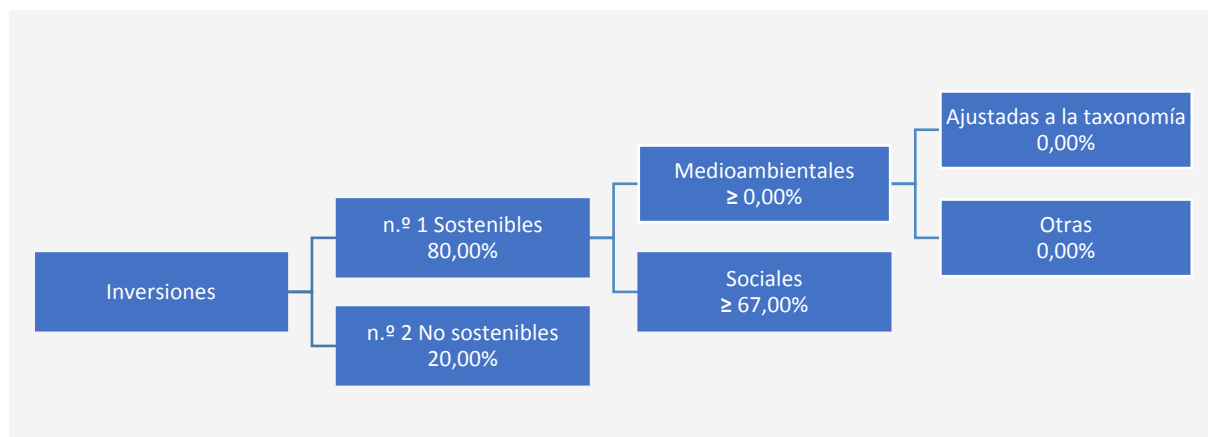 Inversiones
n.º 1 Sostenibles
80,00%
n.º 2 No sostenibles
20,00%
Medioambientales
≥ 0,00%
Sociales
≥ 67,00%
Ajustadas a la taxonomía
0,00%
Otras
0,00%